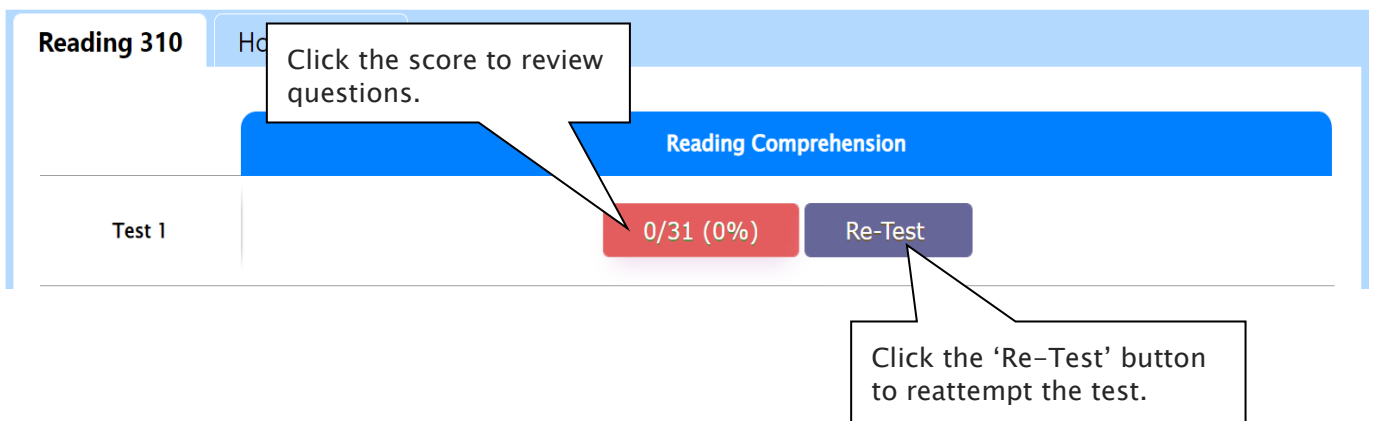 Reading 310
Click the score to review
questions.
Reading Comprehension
Test 1
0/31 (0%)
Re-Test
Click the ‘Re-Test’ button
to reattempt the test.